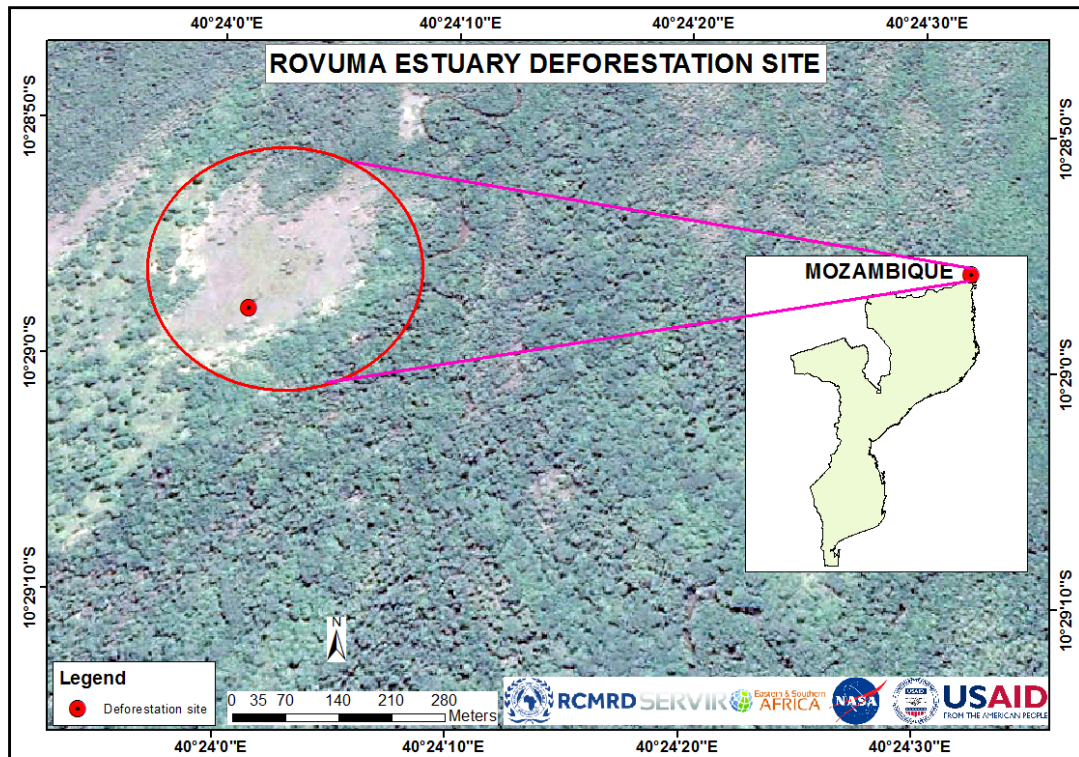 40°24'0"E 40°24'10"E 40°24'20"E 40°24'30"E
ROVUMA ESTUARY DEFORESTATION SITE
10°28'50"S
10°28'50"S
MOZAMBIQUE
10°29'0"S
10°29'0"S
10°29'10"S
10°29'10"S
N
Legend
Deforestation site
0 35 70 140 210 280
Meters
RCMRD SERVIR Eastern & Southern
AFRICA
NASA
USAID
USAID
FROM THE AMERICAN PEOPLE
40°24'0"E 40°24'10"E 40°24'20"E 40°24'30"E